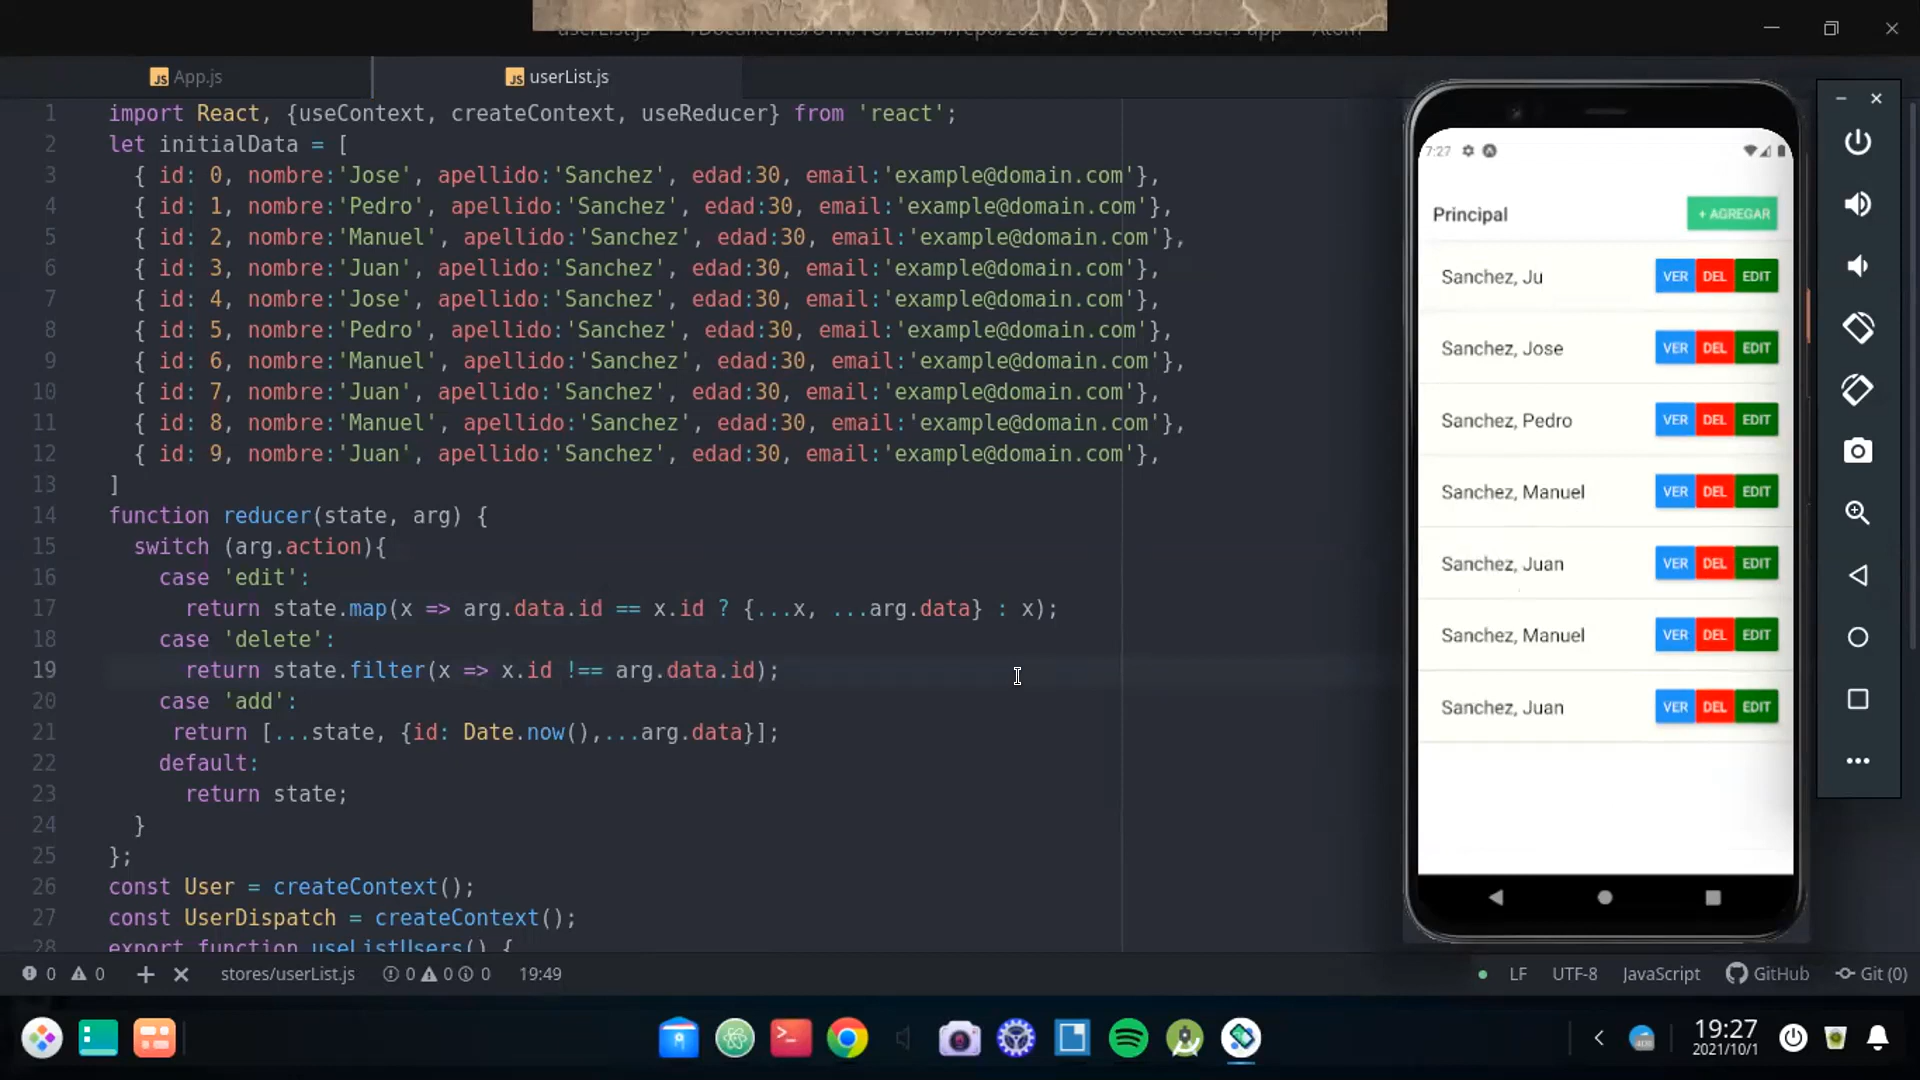 App.js
userList.js
1 import React, {useContext, createContext, useReducer} from 'react';
2 let initialData = [
3 { id: 0, nombre:'Jose', apellido:'Sanchez', edad:30, email:'example@domain.com'},
4 { id: 1, nombre:'Pedro', apellido:'Sanchez', edad:30, email:'example@domain.com'},
5 { id: 2, nombre:'Manuel', apellido:'Sanchez', edad:30, email:'example@domain.com'},
6 { id: 3, nombre:'Juan', apellido:'Sanchez', edad:30, email:'example@domain.com'},
7 { id: 4, nombre:'Jose', apellido:'Sanchez', edad:30, email:'example@domain.com'},
8 { id: 5, nombre:'Pedro', apellido:'Sanchez', edad:30, email:'example@domain.com'},
9 { id: 6, nombre:'Manuel', apellido:'Sanchez', edad:30, email:'example@domain.com'},
10 { id: 7, nombre:'Juan', apellido:'Sanchez', edad:30, email:'example@domain.com'},
11 { id: 8, nombre:'Manuel', apellido:'Sanchez', edad:30, email:'example@domain.com'},
12 { id: 9, nombre:'Juan', apellido:'Sanchez', edad:30, email:'example@domain.com'},
13 ]
14 function reducer(state, arg) {
15 switch (arg.action){
16 case 'edit':
17 return state.map(x => arg.data.id == x.id ? {...x, ...arg.data} : x);
18 case 'delete':
19 return state.filter(x => x.id !== arg.data.id);
20 case 'add':
21 return [...state, {id: Date.now(),...arg.data}];
22 default:
23 return state;
24 }
25 };
26 const User = createContext();
27 const UserDispatch = createContext();
28 export function useListUsers() {
7:27
Principal + AGREGAR
Sanchez, Ju VER DEL EDIT
Sanchez, Jose VER DEL EDIT
Sanchez, Pedro VER DEL EDIT
Sanchez, Manuel VER DEL EDIT
Sanchez, Juan VER DEL EDIT
Sanchez, Manuel VER DEL EDIT
Sanchez, Juan VER DEL EDIT
0 0 stores/userList.js 0 0 0 19:49 LF UTF-8 JavaScript GitHub Git (0)
19:27
2021/10/1